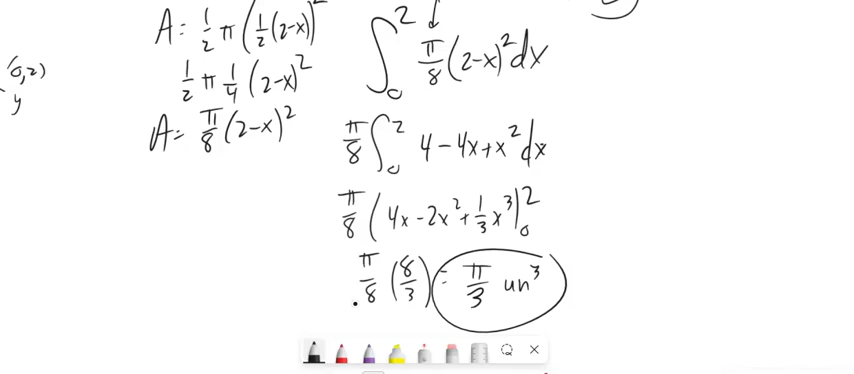 A = 1/2 π (1/2 (2-x))^2
1/2 π 1/4 (2-x)^2
A = π/8 (2-x)^2
(0,2)
y
∫_0^2 π/8 (2-x)^2 dx
π/8 ∫_0^2 4 - 4x + x^2 dx
π/8 (4x - 2x^2 + 1/3 x^3 |_0^2
π/8 (8/3) = π/3 un^3